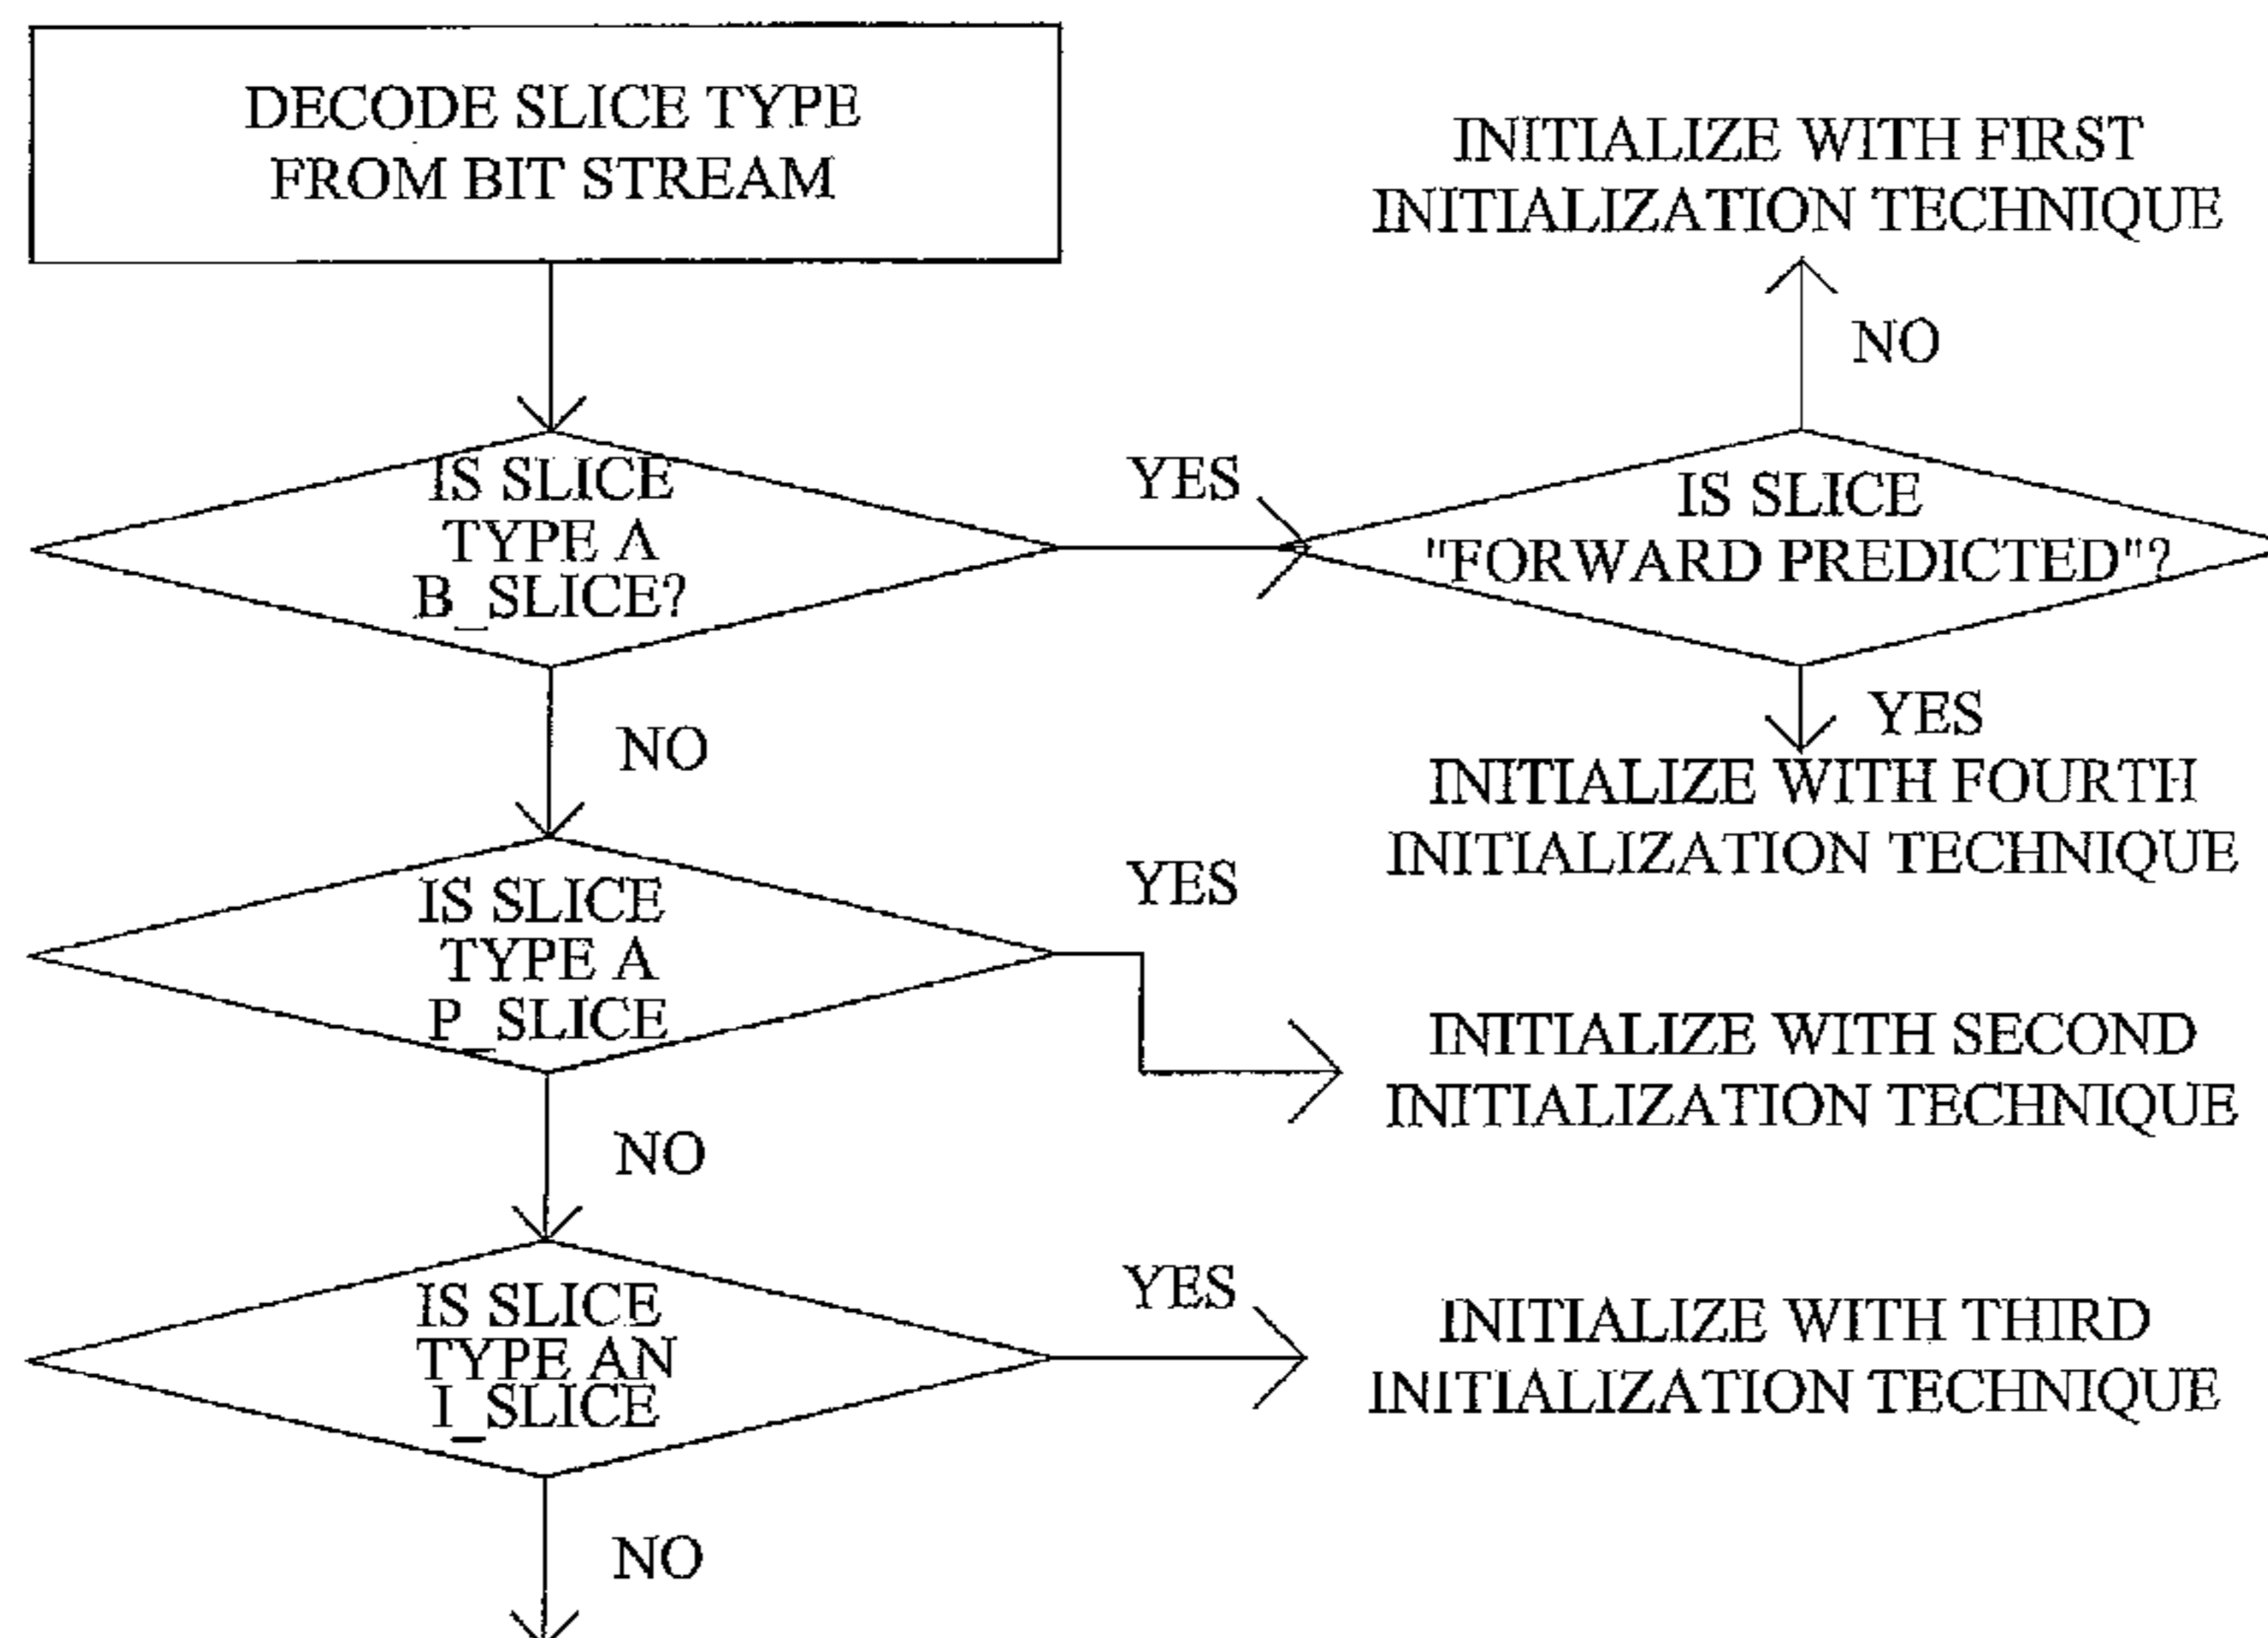 DECODE SLICE TYPE
FROM BIT STREAM
INITIALIZE WITH FIRST
INITIALIZATION TECHNIQUE
NO
IS SLICE
TYPE A
B_SLICE?
YES
IS SLICE
"FORWARD PREDICTED"?
YES
INITIALIZE WITH FOURTH
INITIALIZATION TECHNIQUE
NO
IS SLICE
TYPE A
P_SLICE
YES
INITIALIZE WITH SECOND
INITIALIZATION TECHNIQUE
NO
IS SLICE
TYPE AN
I_SLICE
YES
INITIALIZE WITH THIRD
INITIALIZATION TECHNIQUE
NO